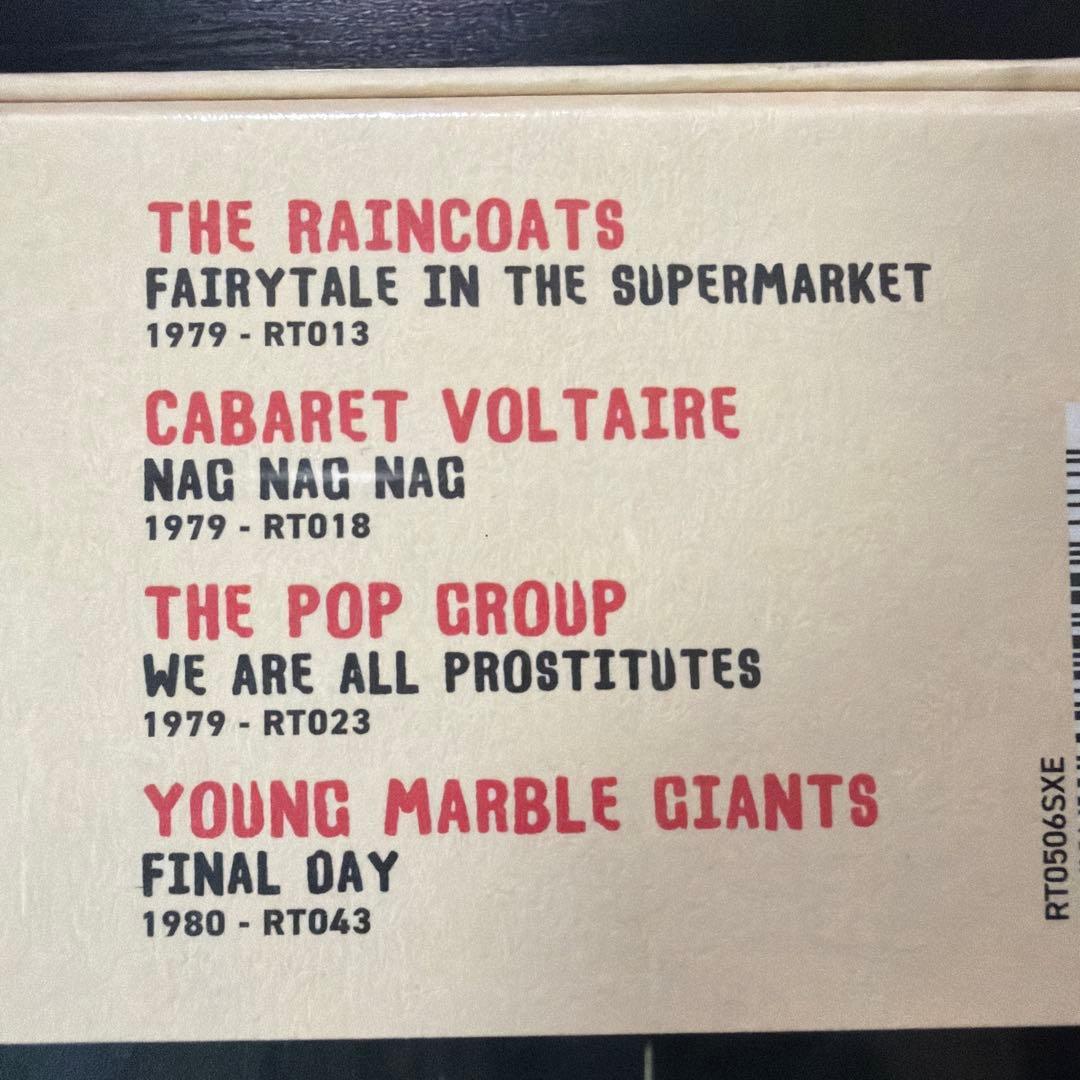 THE RAINCOATS
FAIRYTALE IN THE SUPERMARKET
1979 - RT013
CABARET VOLTAIRE
NAG NAG NAG
1979 - RT018
THE POP GROUP
WE ARE ALL PROSTITUTES
1979 - RT023
YOUNG MARBLE GIANTS
FINAL DAY
1980 - RT043
RT0506SXE